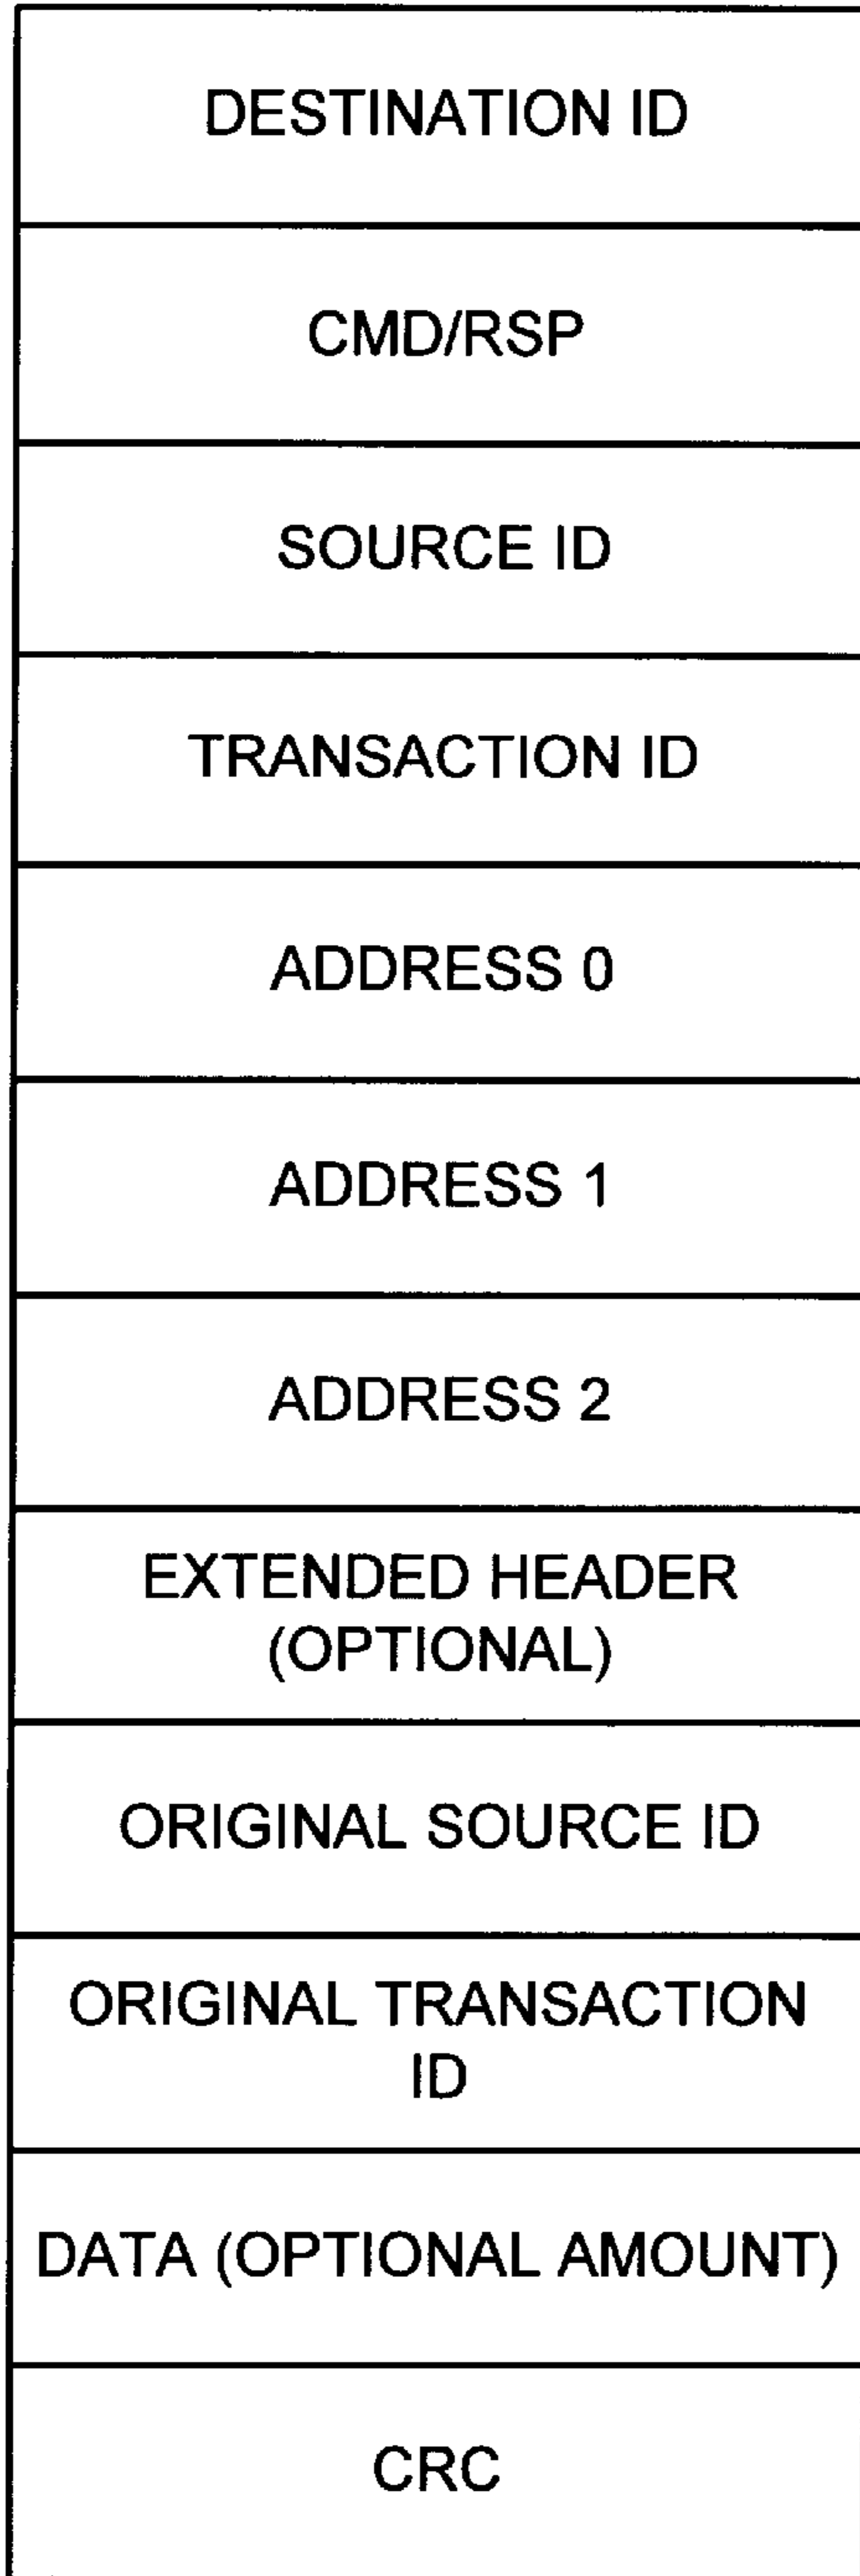 DESTINATION ID
CMD/RSP
SOURCE ID
TRANSACTION ID
ADDRESS 0
ADDRESS 1
ADDRESS 2
EXTENDED HEADER
(OPTIONAL)
ORIGINAL SOURCE ID
ORIGINAL TRANSACTION
ID
DATA (OPTIONAL AMOUNT)
CRC